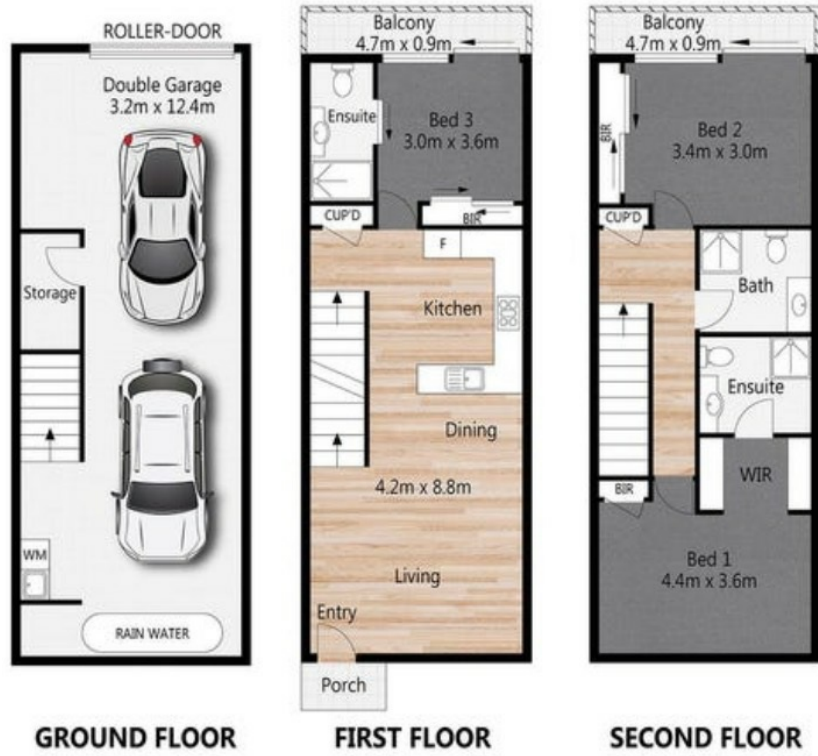 ROLLER-DOOR
Double Garage
3.2m x 12.4m
Storage
WM
RAIN WATER
GROUND FLOOR
Balcony
4.7m x 0.9m
Ensuite
Bed 3
3.0m x 3.6m
CUP'D
BIR
F
Kitchen
Dining
4.2m x 8.8m
Living
Entry
Porch
FIRST FLOOR
Balcony
4.7m x 0.9m
BIR
Bed 2
3.4m x 3.0m
CUP'D
Bath
Ensuite
WIR
BIR
Bed 1
4.4m x 3.6m
SECOND FLOOR